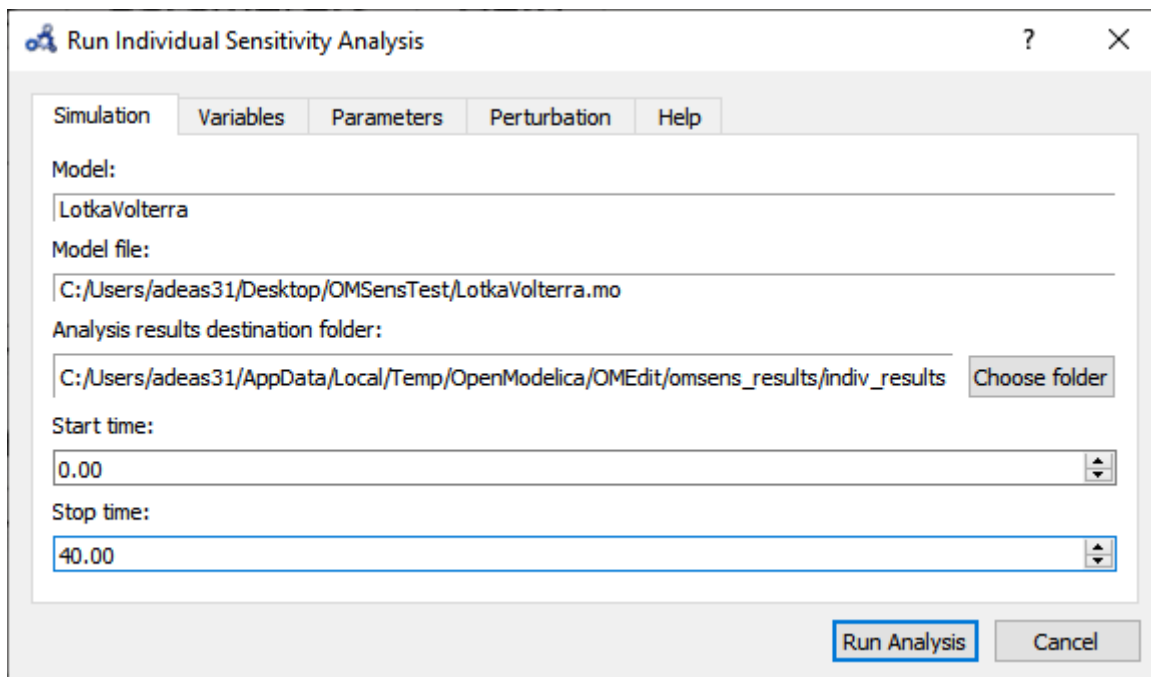 Run Individual Sensitivity Analysis ?
Simulation Variables Parameters Perturbation Help
Model:
LotkaVolterra
Model file:
C:/Users/adeas31/Desktop/OMSensTest/LotkaVolterra.mo
Analysis results destination folder:
C:/Users/adeas31/AppData/Local/Temp/OpenModelica/OMEdit/omsens_results/indiv_results Choose folder
Start time:
0.00
Stop time:
40.00
Run Analysis Cancel